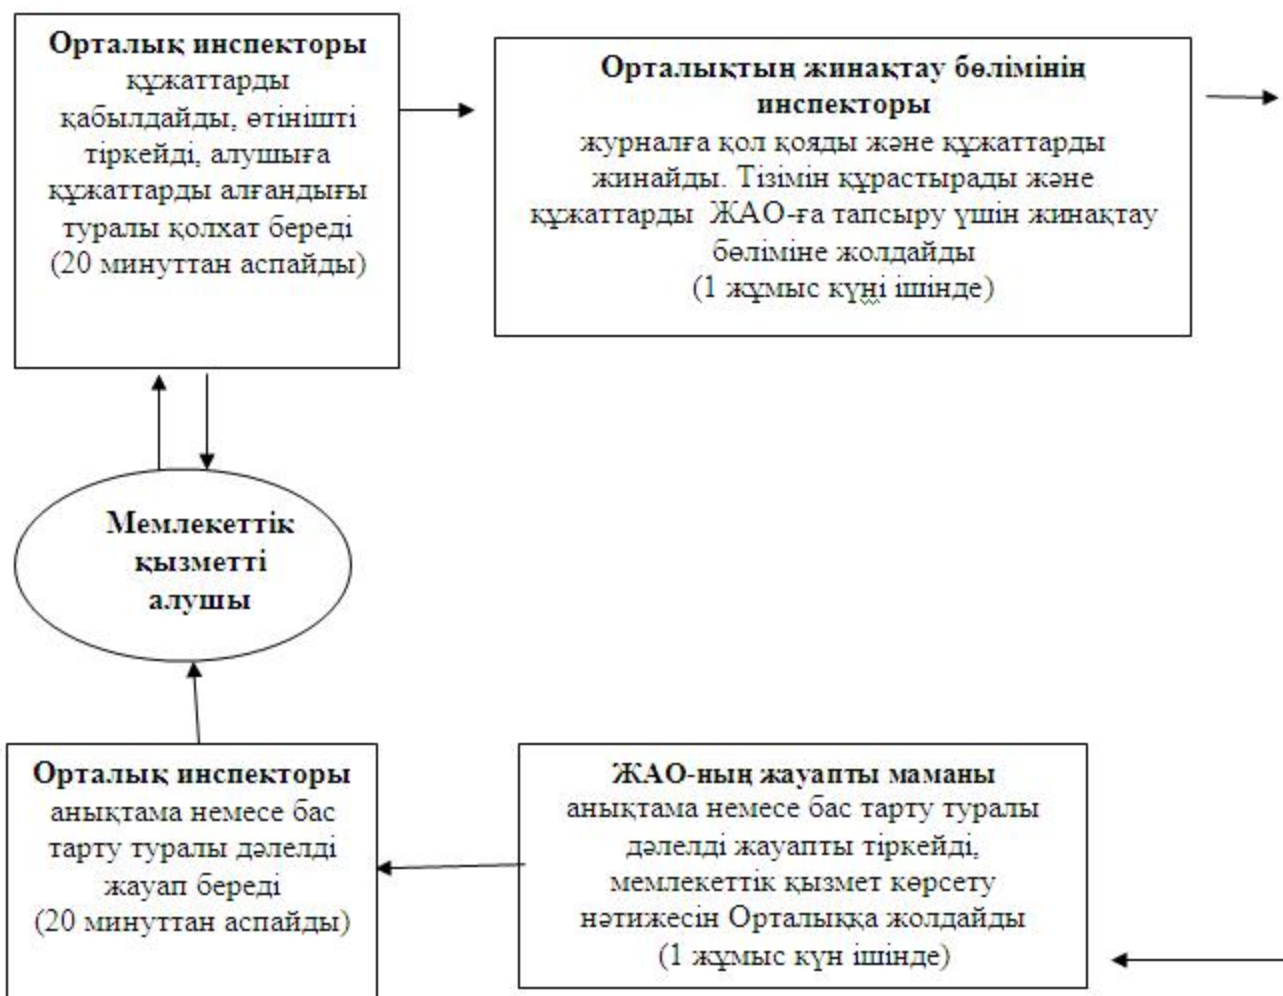 Орталық инспекторы
құжаттарды
қабылдайды, өтінішті
тіркейді, алушыға
құжаттарды алғандығы
туралы қолхат береді
(20 минуттан аспайды)
Орталықтың жинақтау бөлімінің
инспекторы
журналға қол қояды және құжаттарды
жинайды. Тізімін құрастырады және
құжаттарды ЖАО-ға тапсыру үшін жинақтау
бөліміне жолдайды
(1 жұмыс күні ішінде)
Мемлекеттік
қызметті
алушы
Орталық инспекторы
анықтама немесе бас
тарту туралы дәлелді
жауап береді
(20 минуттан аспайды)
ЖАО-ның жауапты маманы
анықтама немесе бас тарту туралы
дәлелді жауапты тіркейді,
мемлекеттік қызмет көрсету
нәтижесін Орталыққа жолдайды
(1 жұмыс күн ішінде)